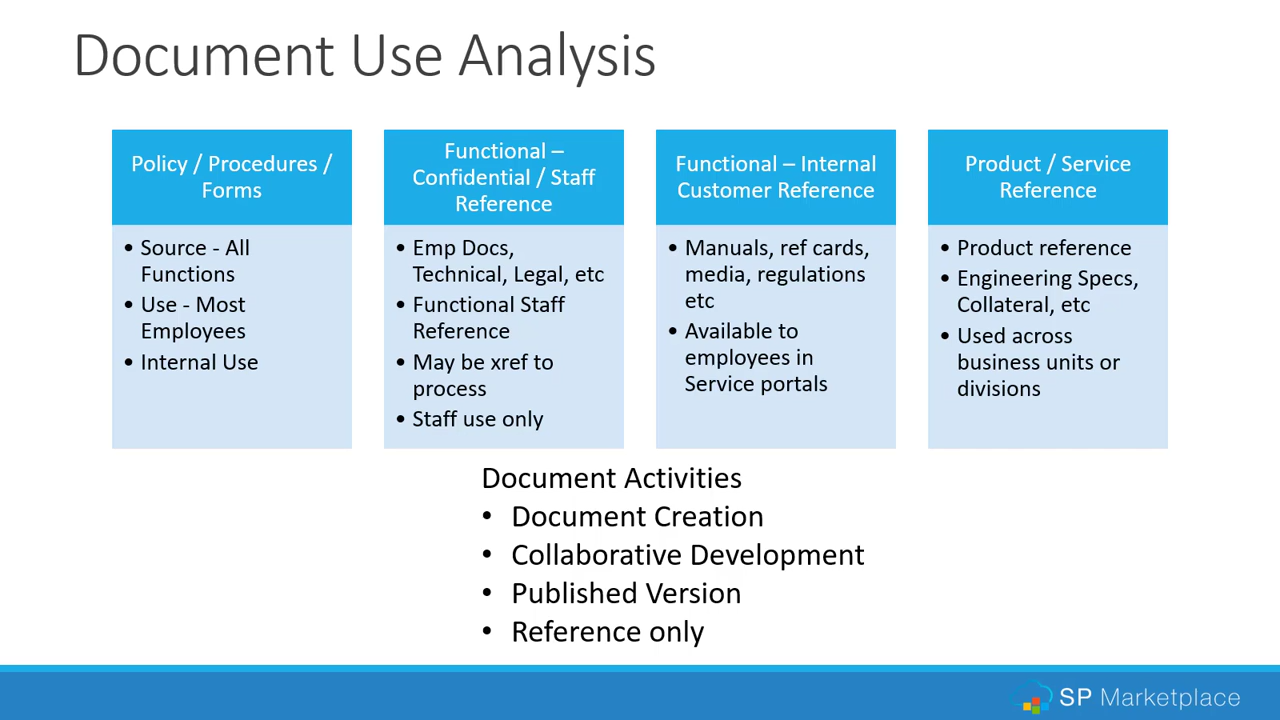 Document Use Analysis
Policy / Procedures /
Forms
• Source - All
Functions
• Use - Most
Employees
• Internal Use
Functional –
Confidential / Staff
Reference
• Emp Docs,
Technical, Legal, etc
• Functional Staff
Reference
• May be xref to
process
• Staff use only
Functional – Internal
Customer Reference
• Manuals, ref cards,
media, regulations
etc
• Available to
employees in
Service portals
Product / Service
Reference
• Product reference
• Engineering Specs,
Collateral, etc
• Used across
business units or
divisions
Document Activities
• Document Creation
• Collaborative Development
• Published Version
• Reference only
SP Marketplace